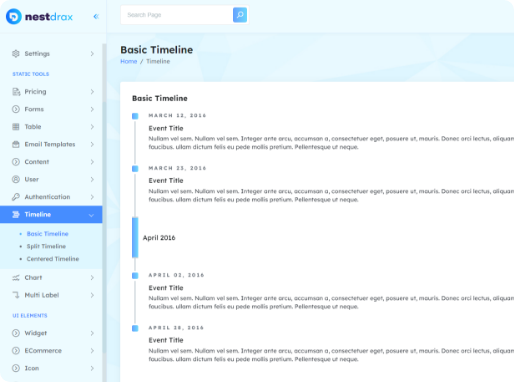 nestdrax
Search Page
Settings
STATIC TOOLS
Pricing
Forms
Table
Email Templates
Content
User
Authentication
Timeline
Basic Timeline
Split Timeline
Centered Timeline
Chart
Multi Label
UI ELEMENTS
Widget
ECommerce
Icon
Basic Timeline
Home / Timeline
Basic Timeline
MARCH 12, 2016
Event Title
Nullam vel sem. Nullam vel sem. Integer ante arcu, accumsan a, consectetuer eget, posuere ut, mauris. Donec orci lectus, aliquam
faucibus. ullam dictum felis eu pede mollis pretium. Pellentesque ut neque.
MARCH 23, 2016
Event Title
Nullam vel sem. Nullam vel sem. Integer ante arcu, accumsan a, consectetuer eget, posuere ut, mauris. Donec orci lectus, aliquam
faucibus. ullam dictum felis eu pede mollis pretium. Pellentesque ut neque.
April 2016
APRIL 02, 2016
Event Title
Nullam vel sem. Nullam vel sem. Integer ante arcu, accumsan a, consectetuer eget, posuere ut, mauris. Donec orci lectus, aliquam
faucibus. ullam dictum felis eu pede mollis pretium. Pellentesque ut neque.
APRIL 28, 2016
Event Title
Nullam vel sem. Nullam vel sem. Integer ante arcu, accumsan a, consectetuer eget, posuere ut, mauris. Donec orci lectus, aliquam
faucibus. ullam dictum felis eu pede mollis pretium. Pellentesque ut neque.